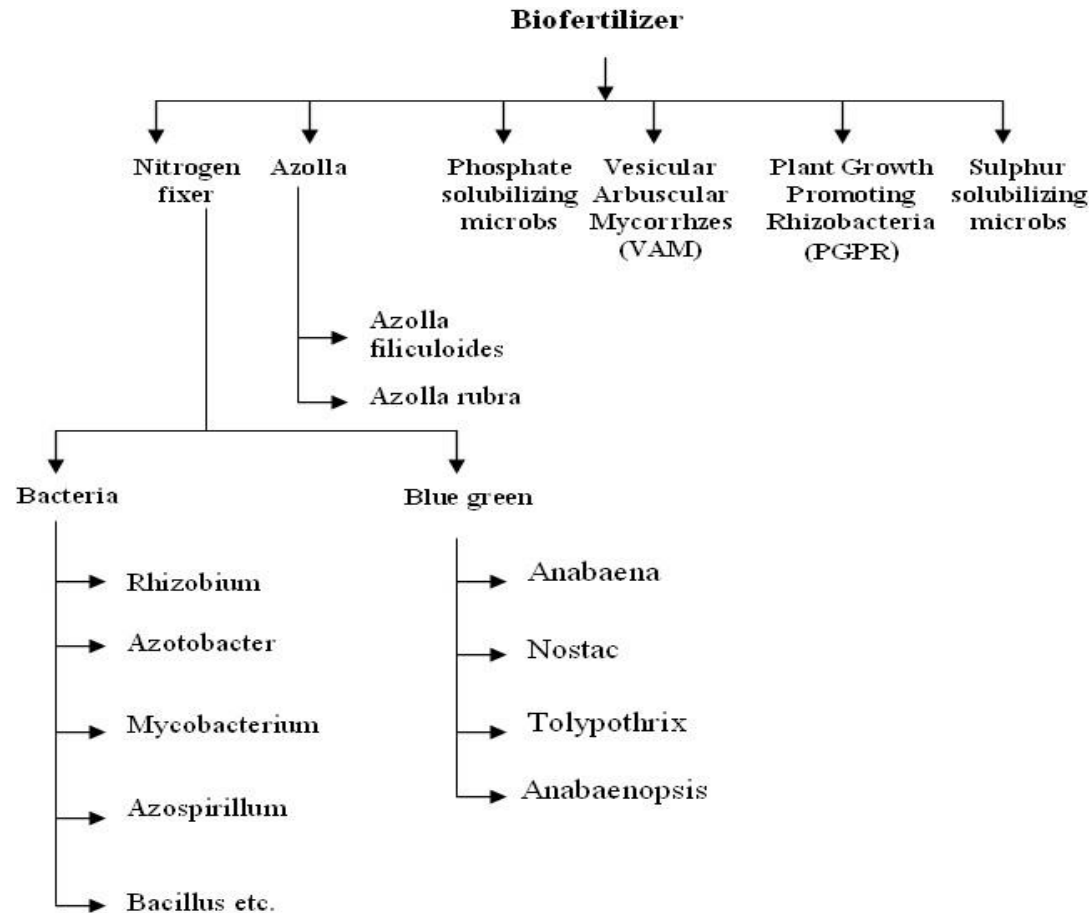 Biofertilizer
Nitrogen
fixer
Azolla
Phosphate
solubilizing
microbs
Vesicular
Arbuscular
Mycorrhzes
(VAM)
Plant Growth
Promoting
Rhizobacteria
(PGPR)
Sulphur
solubilizing
microbs
Azolla
filiculoides
Azolla rubra
Bacteria
Blue green
Rhizobium
Azotobacter
Mycobacterium
Azospirillum
Bacillus etc.
Anabaena
Nostac
Tolypothrix
Anabaenopsis